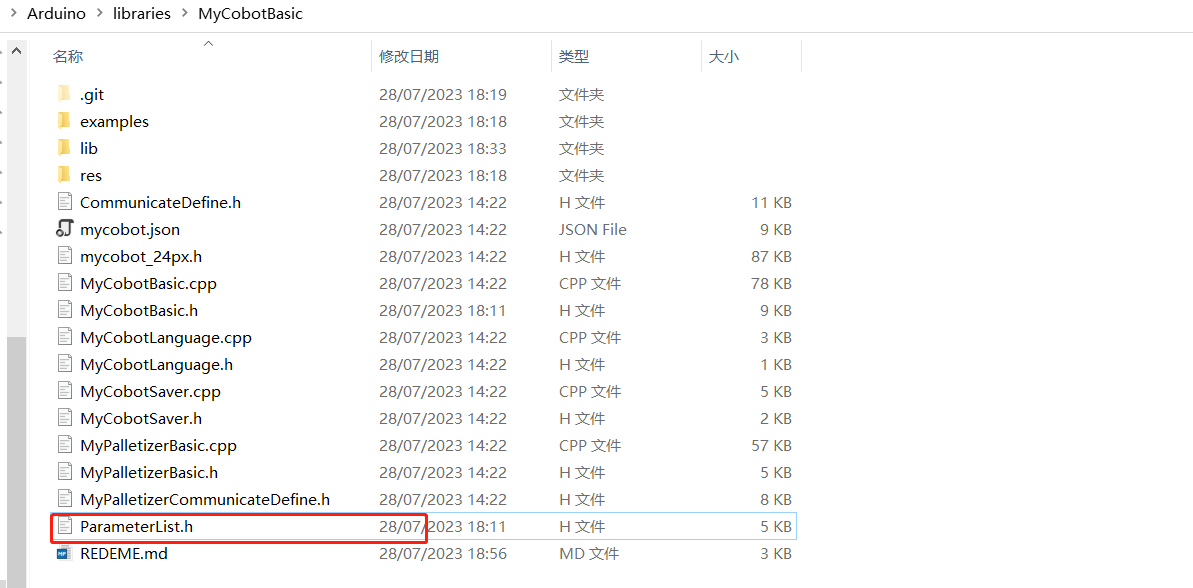 Arduino > libraries > MyCobotBasic
名称 修改日期 类型 大小
.git 28/07/2023 18:19 文件夹
examples 28/07/2023 18:18 文件夹
lib 28/07/2023 18:33 文件夹
res 28/07/2023 18:18 文件夹
CommunicateDefine.h 28/07/2023 14:22 H 文件 11 KB
mycobot.json 28/07/2023 14:22 JSON File 9 KB
mycobot_24px.h 28/07/2023 14:22 H 文件 87 KB
MyCobotBasic.cpp 28/07/2023 14:22 CPP 文件 78 KB
MyCobotBasic.h 28/07/2023 18:11 H 文件 9 KB
MyCobotLanguage.cpp 28/07/2023 14:22 CPP 文件 3 KB
MyCobotLanguage.h 28/07/2023 14:22 H 文件 1 KB
MyCobotSaver.cpp 28/07/2023 14:22 CPP 文件 5 KB
MyCobotSaver.h 28/07/2023 14:22 H 文件 2 KB
MyPalletizerBasic.cpp 28/07/2023 14:22 CPP 文件 57 KB
MyPalletizerBasic.h 28/07/2023 14:22 H 文件 5 KB
MyPalletizerCommunicateDefine.h 28/07/2023 14:22 H 文件 8 KB
ParameterList.h 28/07/2023 18:11 H 文件 5 KB
REDEME.md 28/07/2023 18:56 MD 文件 3 KB